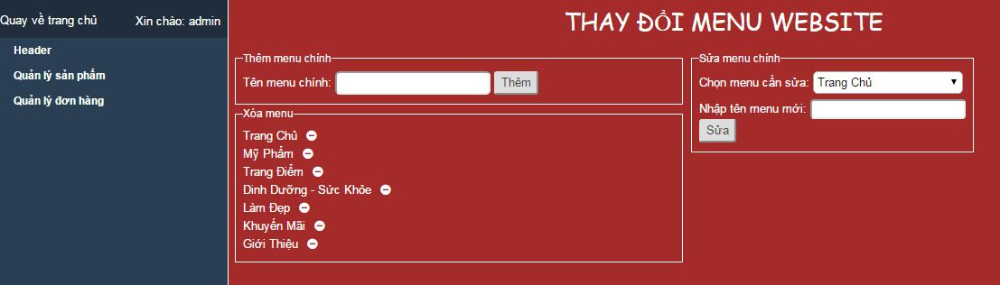 Quay về trang chủ
Xin chào: admin
Header
Quản lý sản phẩm
Quản lý đơn hàng
THAY ĐỔI MENU WEBSITE
Thêm menu chính
Tên menu chính:
Thêm
Xóa menu
Trang Chủ
Mỹ Phẩm
Trang Điểm
Dinh Dưỡng - Sức Khỏe
Làm Đẹp
Khuyến Mãi
Giới Thiệu
Sửa menu chính
Chọn menu cần sửa: Trang Chủ
Nhập tên menu mới:
Sửa